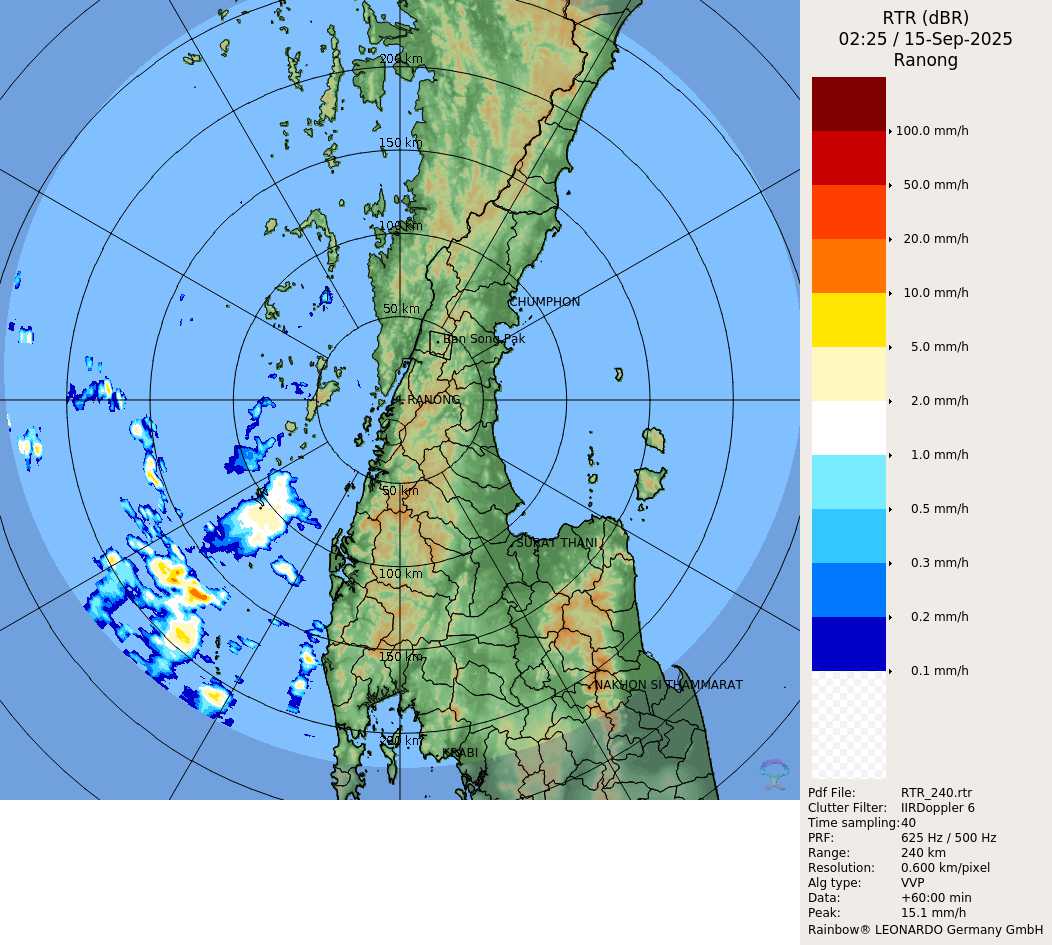 RTR (dBR)
02:25 / 15-Sep-2025
Ranong
100.0 mm/h
50.0 mm/h
20.0 mm/h
10.0 mm/h
5.0 mm/h
2.0 mm/h
1.0 mm/h
0.5 mm/h
0.3 mm/h
0.2 mm/h
0.1 mm/h
Pdf File: RTR_240.rtr
Clutter Filter: IIRDoppler 6
Time sampling: 40
PRF: 625 Hz / 500 Hz
Range: 240 km
Resolution: 0.600 km/pixel
Alg type: VVP
Data: +60:00 min
Peak: 15.1 mm/h
Rainbow® LEONARDO Germany GmbH
200 km
150 km
100 km
50 km
CHUMPHON
Ban Song Pak
RANONG
50 km
SURAT THANI
100 km
150 km
NAKHON SI THAMMARAT
200 km
KRABI